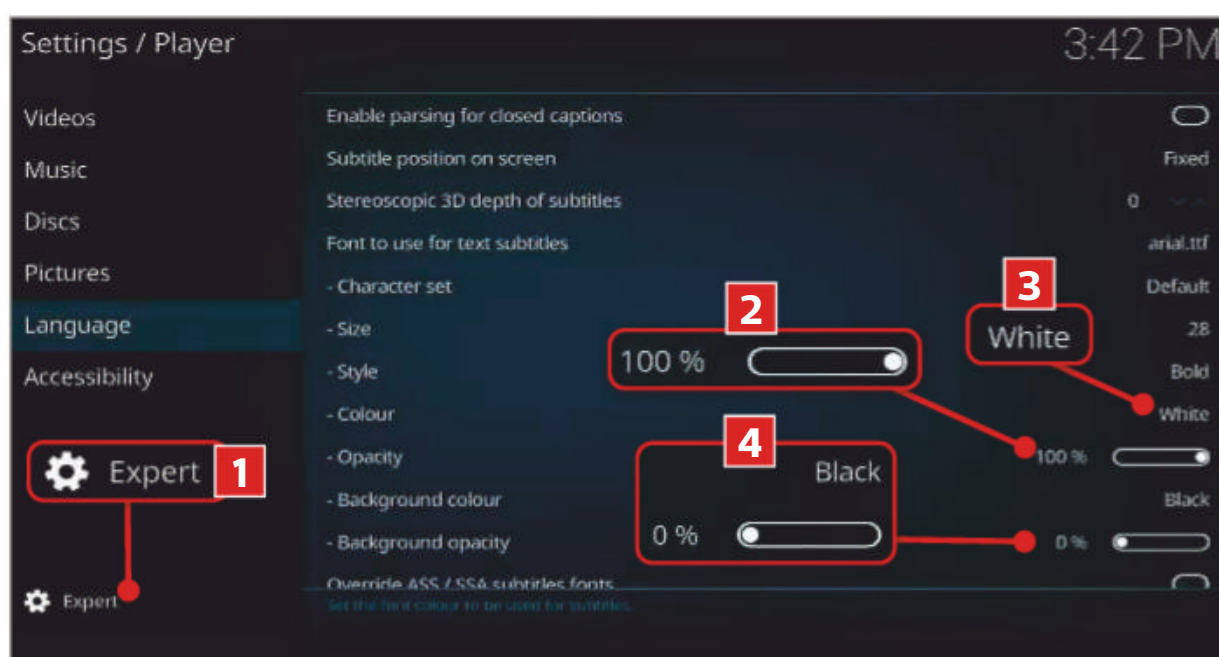 Settings / Player
3:42 PM
Videos
Music
Discs
Pictures
Language
Accessibility
Expert 1
Expert
Enable parsing for closed captions
Subtitle position on screen Fixed
Stereoscopic 3D depth of subtitles 0
Font to use for text subtitles arial.ttf
- Character set Default
- Size 28
- Style Bold
- Colour White
- Opacity 100 %
- Background colour Black
- Background opacity 0 %
Override ASS / SSA subtitles fonts
Set the font colour to be used for subtitles.
2
100 %
3
White
4
Black
0 %